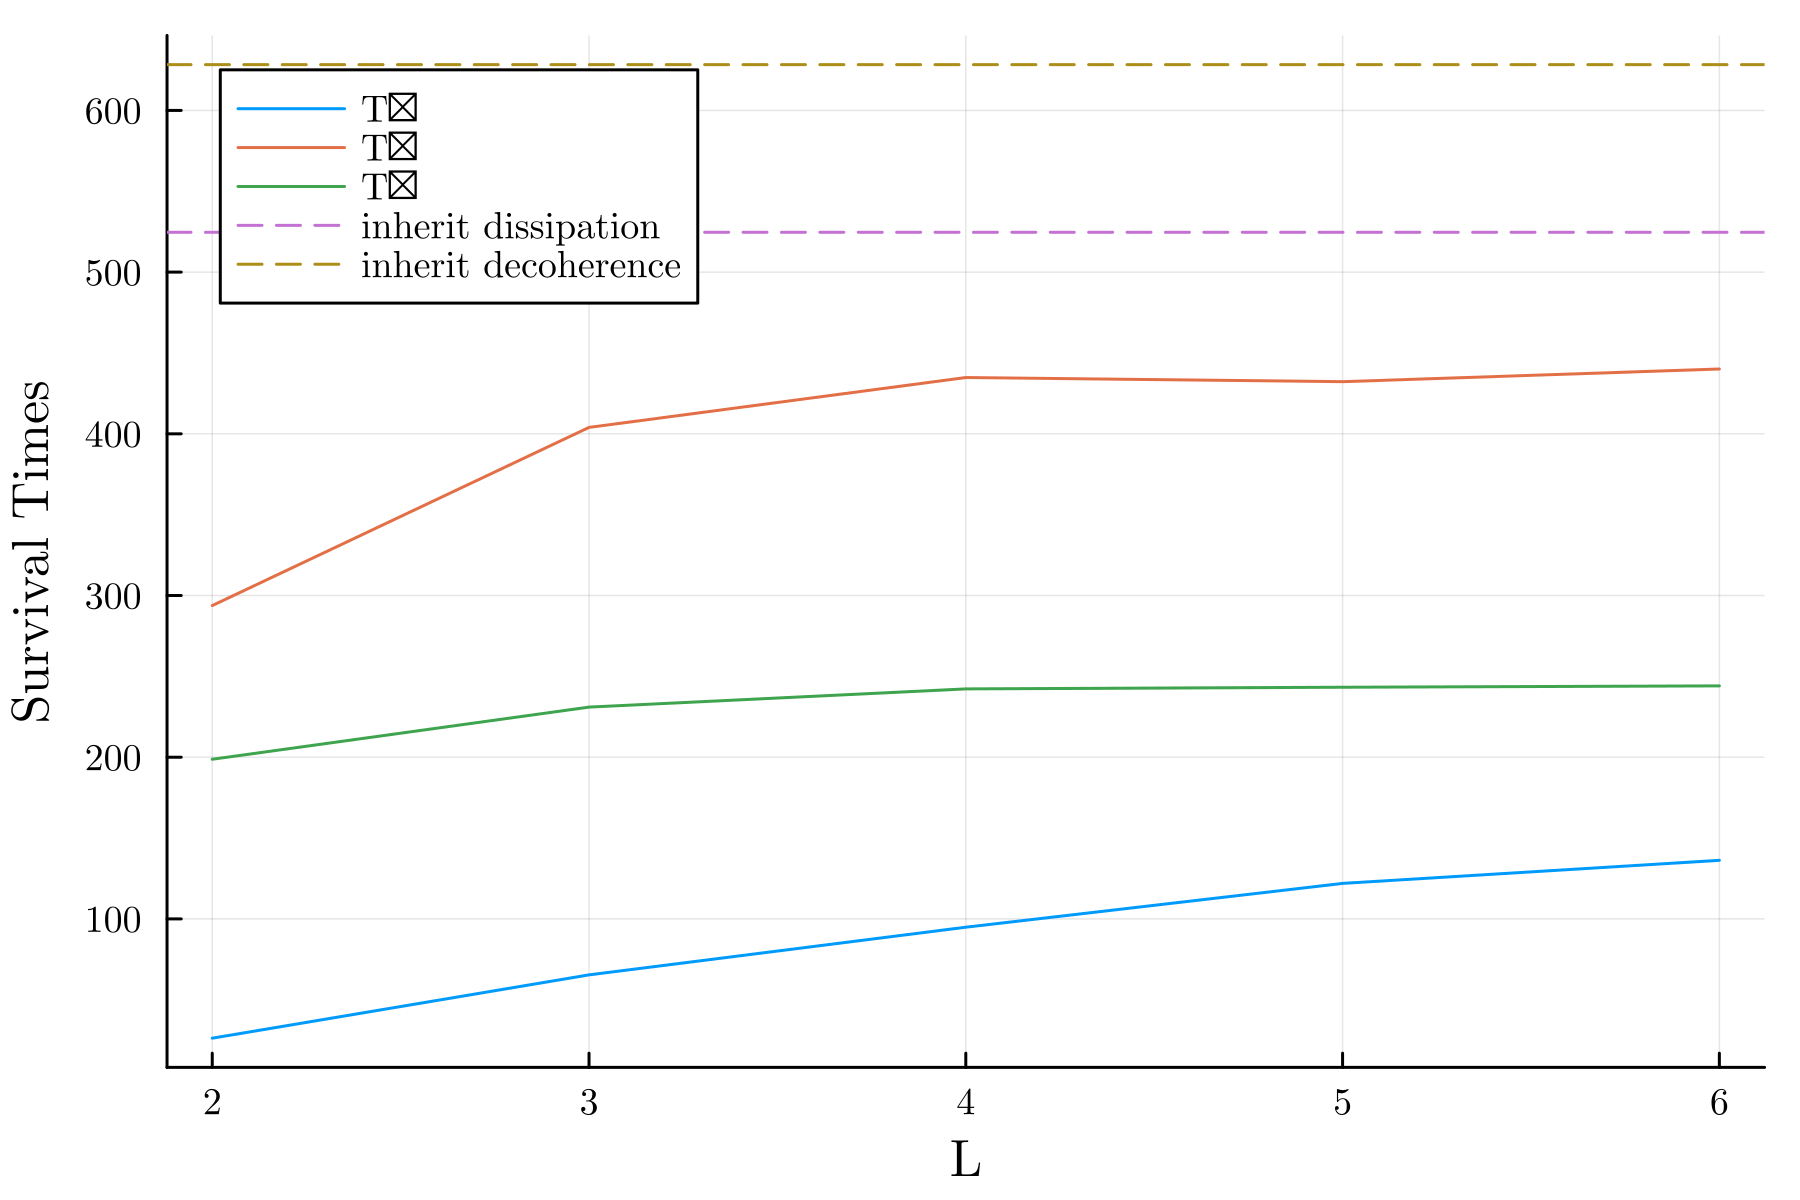 600
500
400
300
200
100
Survival Times
T☒
T☒
T☒
inherit dissipation
inherit decoherence
2 3 4 5 6
L